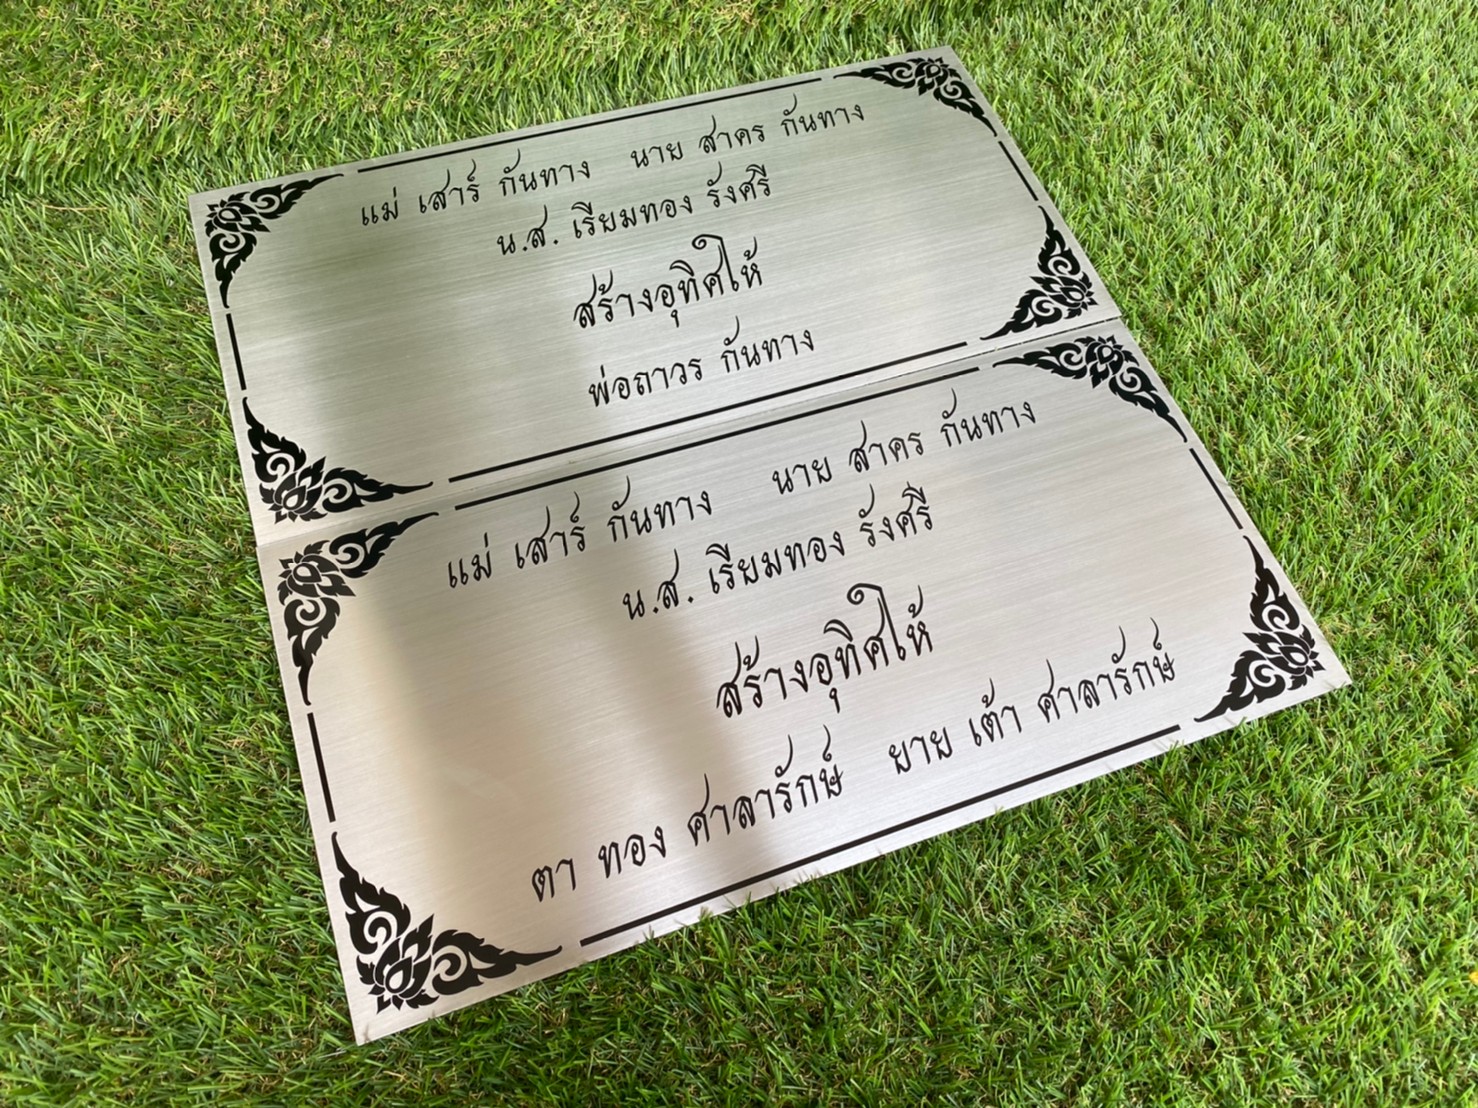 แม่ เสาร์ กันทาง นาย สาคร กันทาง
น.ส. เรียมทอง รังศรี
สร้างอุทิศให้
พ่อถาวร กันทาง
แม่ เสาร์ กันทาง นาย สาคร กันทาง
น.ส. เรียมทอง รังศรี
สร้างอุทิศให้
ตา ทอง ศาลารักษ์ ยาย เต้า ศาลารักษ์